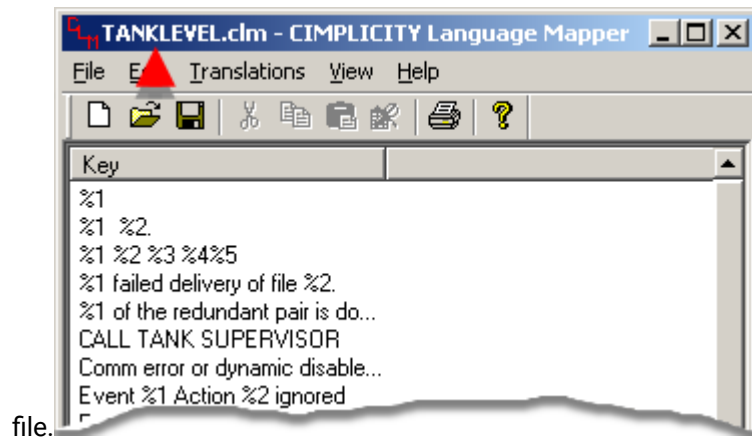 TANKLEVEL.clm - CIMPLICITY Language Mapper
File Translations View Help
Key
%1
%1 %2.
%1 %2 %3 %4%5
%1 failed delivery of file %2.
%1 of the redundant pair is do...
CALL TANK SUPERVISOR
Comm error or dynamic disable...
Event %1 Action %2 ignored
file.